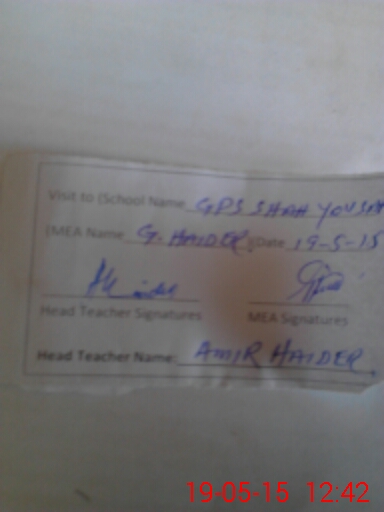 Visit to (School Name GPS SHAH YOUSAF
(MEA Name G. HAIDER )(Date 19-5-15
Head Teacher Signatures MEA Signatures
Head Teacher Name: AMIR HAIDER.
19-05-15 12:42